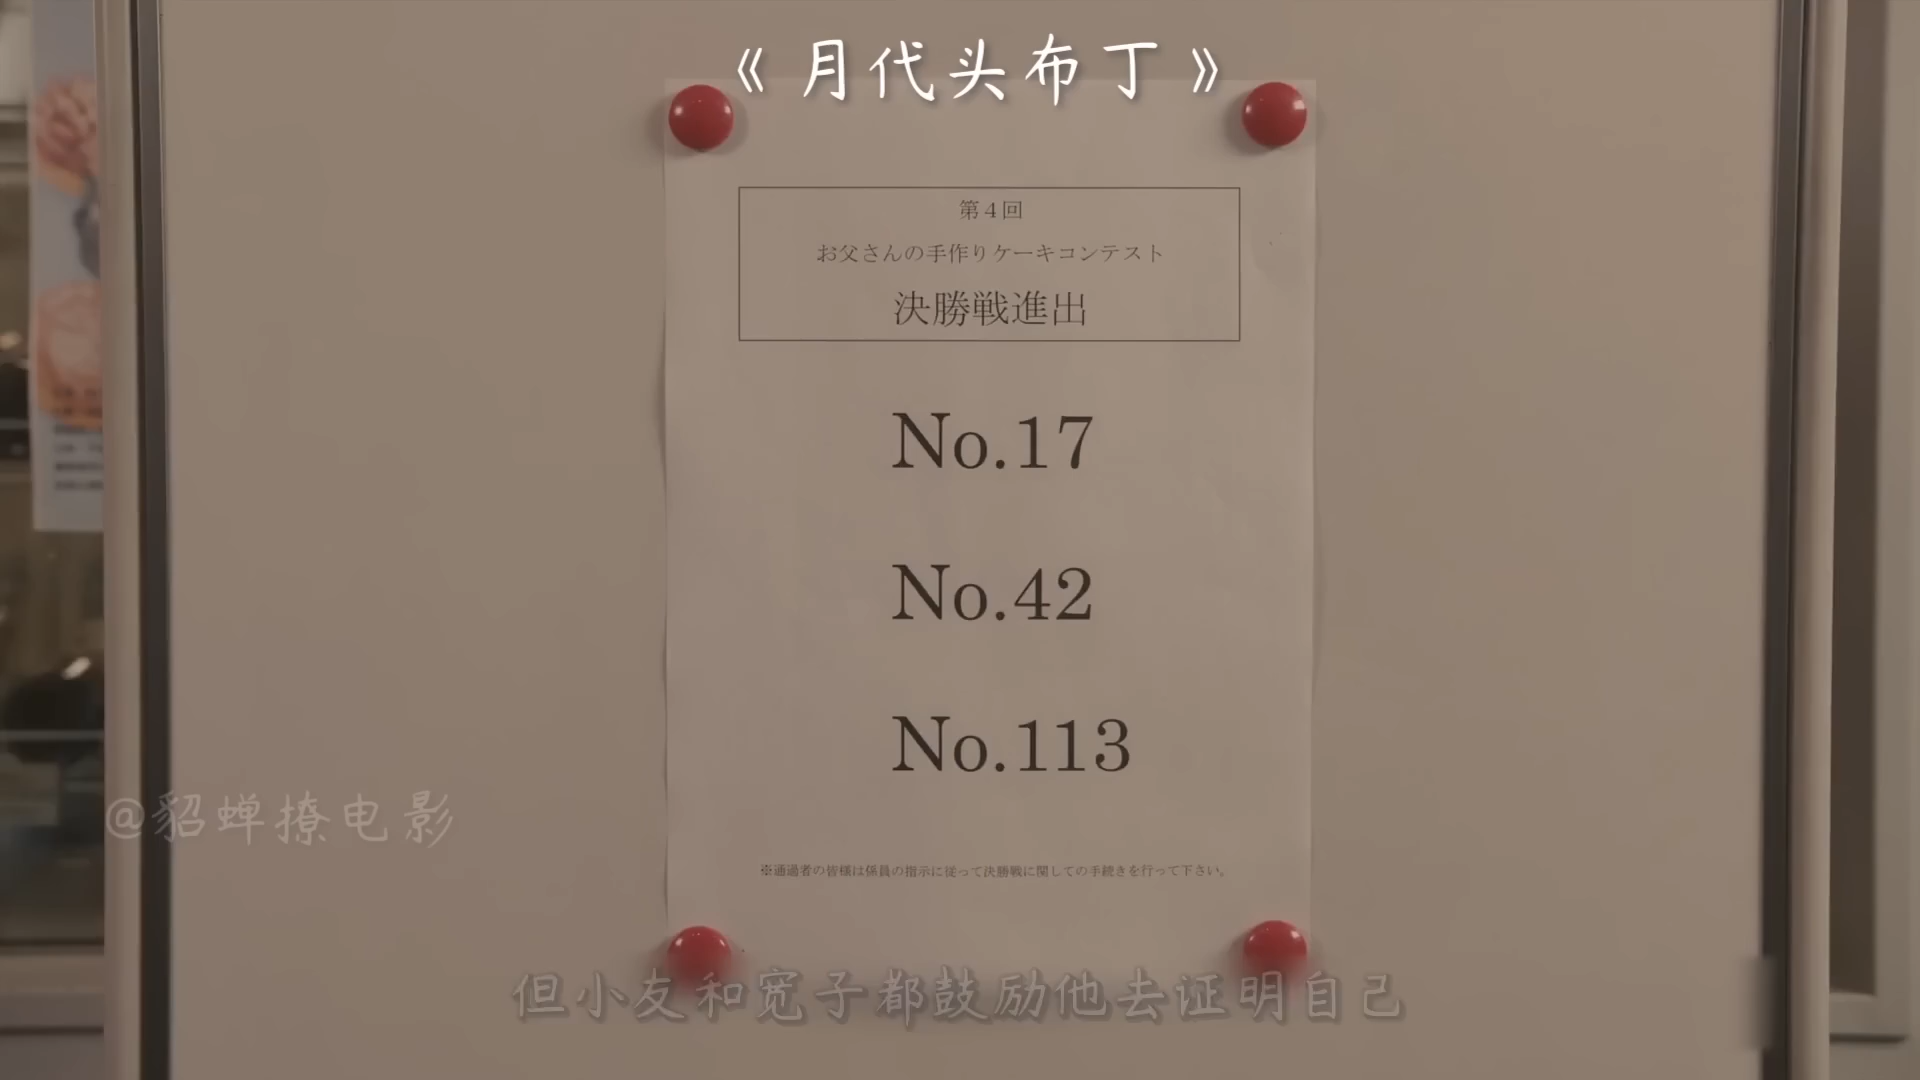 《月代头布丁》
第4回
お父さんの手作りケーキコンテスト
決勝戦進出
No.17
No.42
No.113
@貂蝉撩电影
※通過者の皆様は係員の指示に従って決勝戦に関しての手続きを行って下さい。
但小友和宽子都鼓励他去证明自己